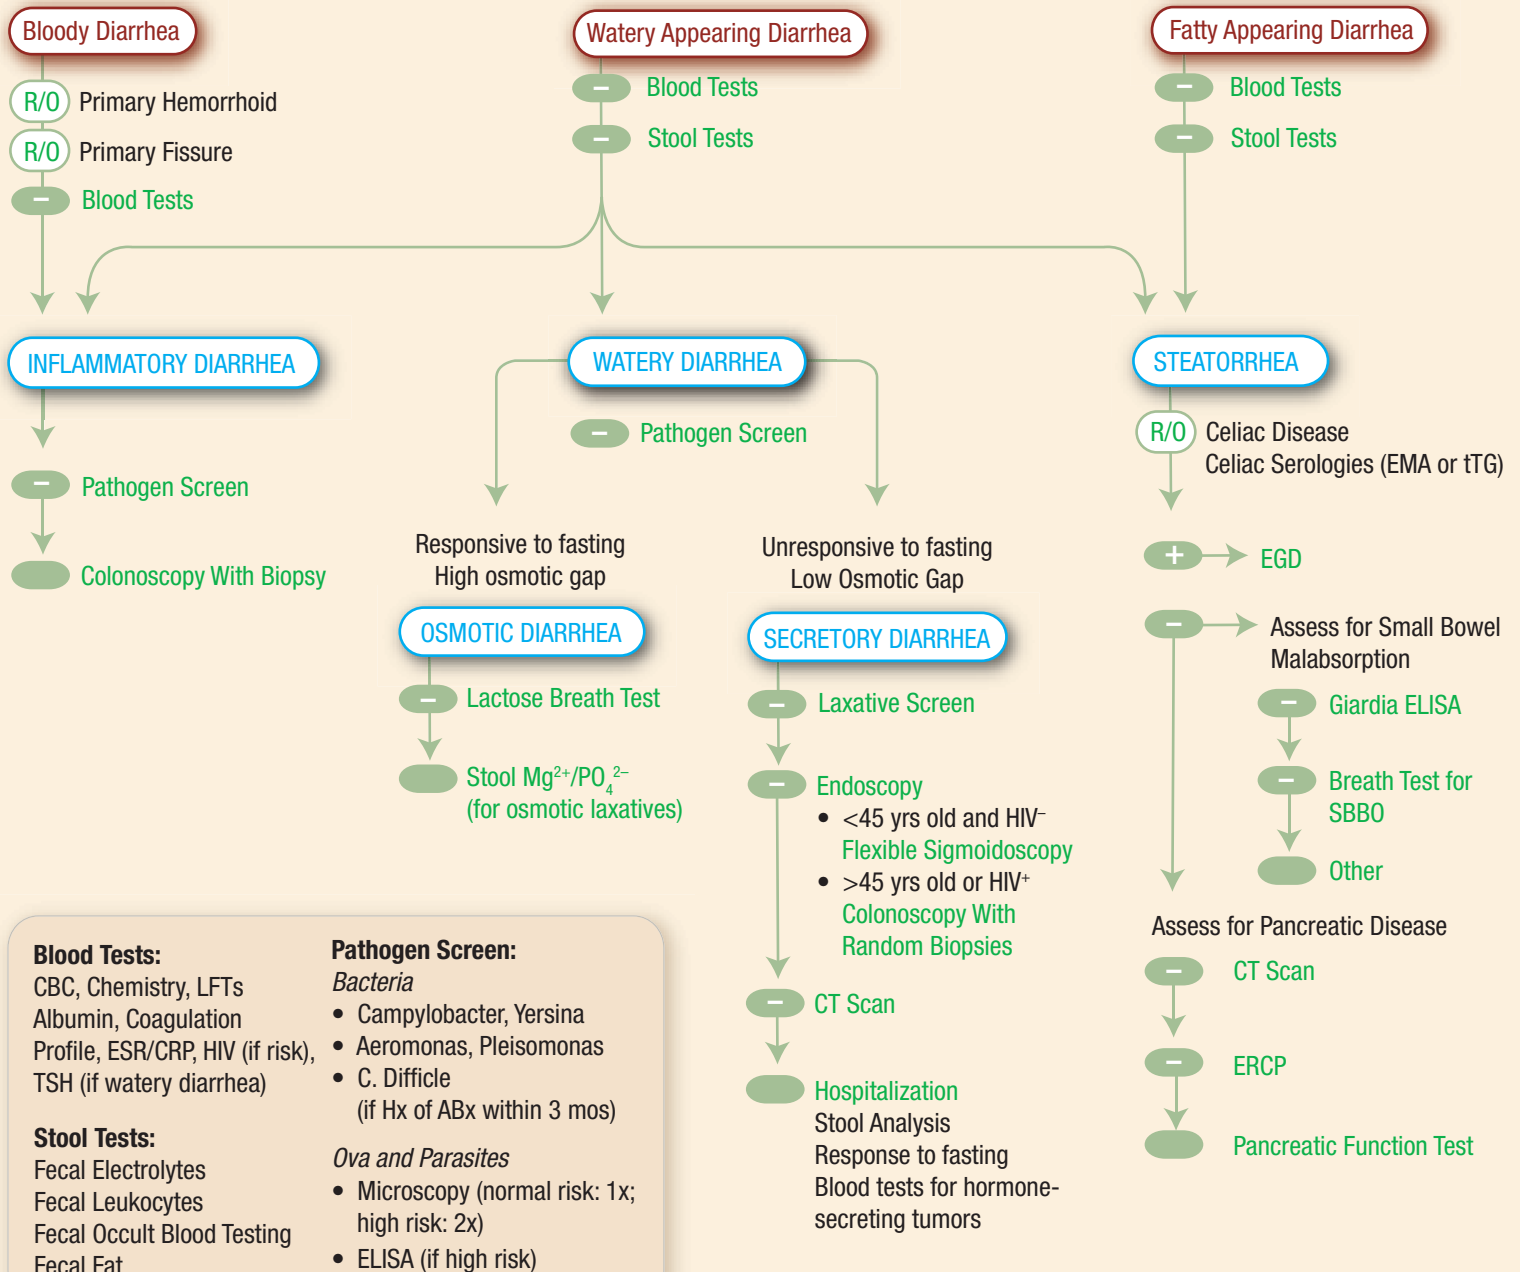 Bloody Diarrhea
R/O Primary Hemorrhoid
R/O Primary Fissure
– Blood Tests
Watery Appearing Diarrhea
– Blood Tests
– Stool Tests
Fatty Appearing Diarrhea
– Blood Tests
– Stool Tests
INFLAMMATORY DIARRHEA
– Pathogen Screen
Colonoscopy With Biopsy
WATERY DIARRHEA
– Pathogen Screen
Responsive to fasting
High osmotic gap
OSMOTIC DIARRHEA
– Lactose Breath Test
Stool Mg²⁺/PO₄²⁻
(for osmotic laxatives)
Unresponsive to fasting
Low Osmotic Gap
SECRETORY DIARRHEA
– Laxative Screen
– Endoscopy
• <45 yrs old and HIV⁻
Flexible Sigmoidoscopy
• >45 yrs old or HIV⁺
Colonoscopy With
Random Biopsies
– CT Scan
Hospitalization
Stool Analysis
Response to fasting
Blood tests for hormone-
secreting tumors
STEATORRHEA
R/O Celiac Disease
Celiac Serologies (EMA or tTG)
+ EGD
– Assess for Small Bowel
Malabsorption
– Giardia ELISA
– Breath Test for
SBBO
Other
Assess for Pancreatic Disease
– CT Scan
– ERCP
Pancreatic Function Test
Blood Tests:
CBC, Chemistry, LFTs
Albumin, Coagulation
Profile, ESR/CRP, HIV (if risk),
TSH (if watery diarrhea)
Stool Tests:
Fecal Electrolytes
Fecal Leukocytes
Fecal Occult Blood Testing
Fecal Fat
Pathogen Screen:
Bacteria
• Campylobacter, Yersina
• Aeromonas, Pleisomonas
• C. Difficle
(if Hx of ABx within 3 mos)
Ova and Parasites
• Microscopy (normal risk: 1x;
high risk: 2x)
• ELISA (if high risk)